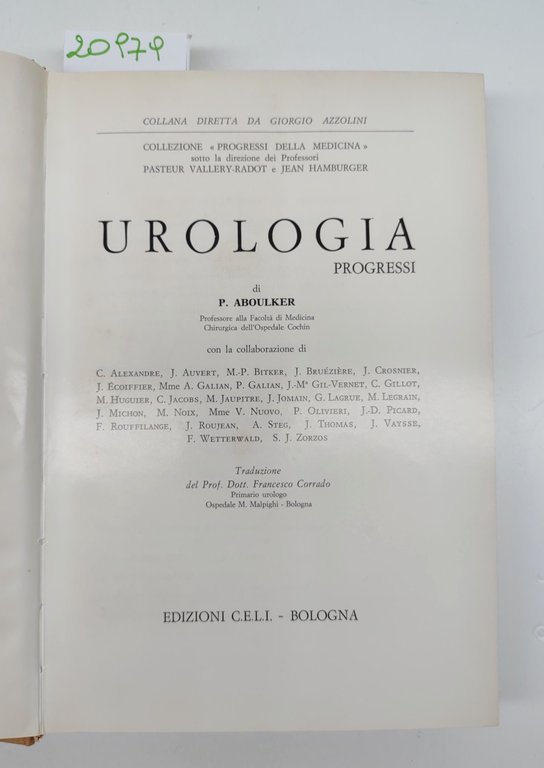 20979
COLLANA DIRETTA DA GIORGIO AZZOLINI
COLLEZIONE « PROGRESSI DELLA MEDICINA »
sotto la direzione dei Professori
PASTEUR VALLERY-RADOT e JEAN HAMBURGER
UROLOGIA
PROGRESSI
di
P. ABOULKER
Professore alla Facoltà di Medicina
Chirurgica dell'Ospedale Cochin
con la collaborazione di
C. Alexandre, J. Auvert, M.-P. Bitker, J. Bruézière, J. Crosnier,
J. Écoiffier, Mme A. Galian, P. Galian, J.-Mª Gil-Vernet, C. Gillot,
M. Huguier, C. Jacobs, M. Jaupitre, J. Jomain, G. Lagrue, M. Legrain,
J. Michon, M. Noix, Mme V. Nuovo, P. Olivieri, J.-D. Picard,
F. Rouffilange, J. Roujean, A. Steg, J. Thomas, J. Vaysse,
F. Wetterwald, S. J. Zorzos
Traduzione
del Prof. Dott. Francesco Corrado
Primario urologo
Ospedale M. Malpighi - Bologna
EDIZIONI C.E.L.I. - BOLOGNA